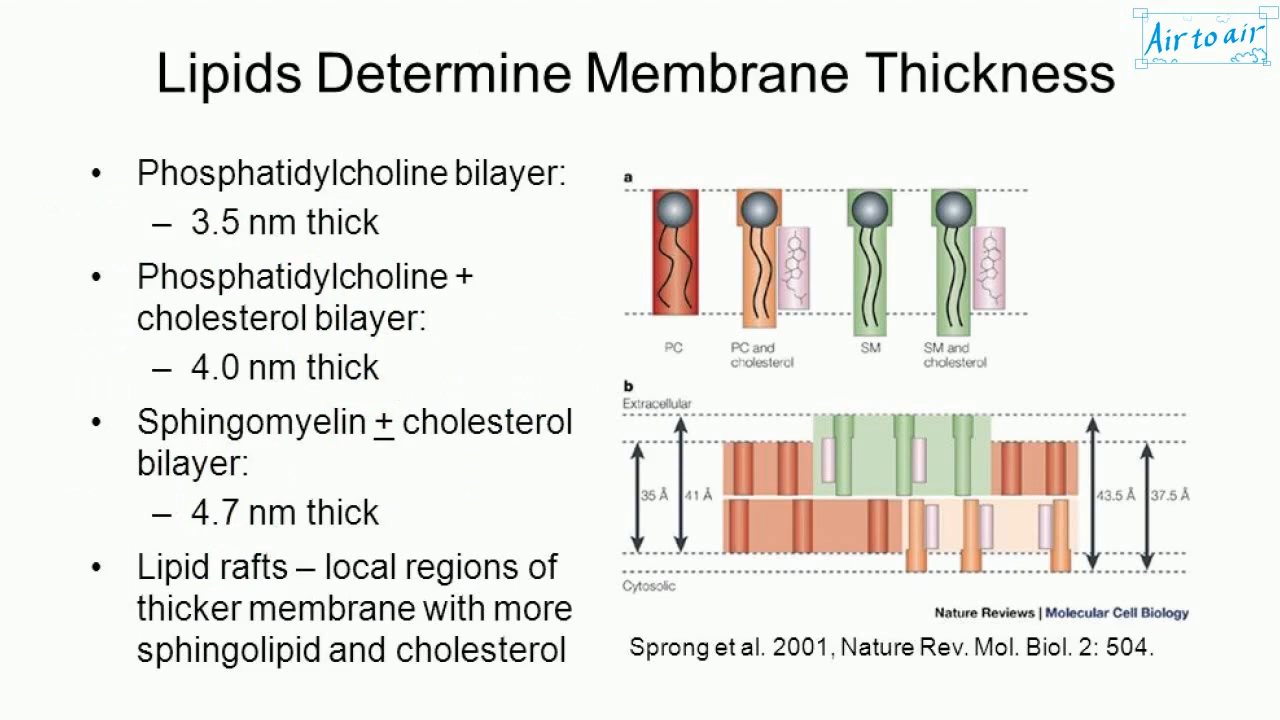 Air to air
Lipids Determine Membrane Thickness
• Phosphatidylcholine bilayer:
– 3.5 nm thick
• Phosphatidylcholine +
cholesterol bilayer:
– 4.0 nm thick
• Sphingomyelin + cholesterol
bilayer:
– 4.7 nm thick
• Lipid rafts – local regions of
thicker membrane with more
sphingolipid and cholesterol
a
PC
PC and
cholesterol
SM
SM and
cholesterol
b
Extracellular
35 Å
41 Å
43.5 Å
37.5 Å
Cytosolic
Nature Reviews | Molecular Cell Biology
Sprong et al. 2001, Nature Rev. Mol. Biol. 2: 504.